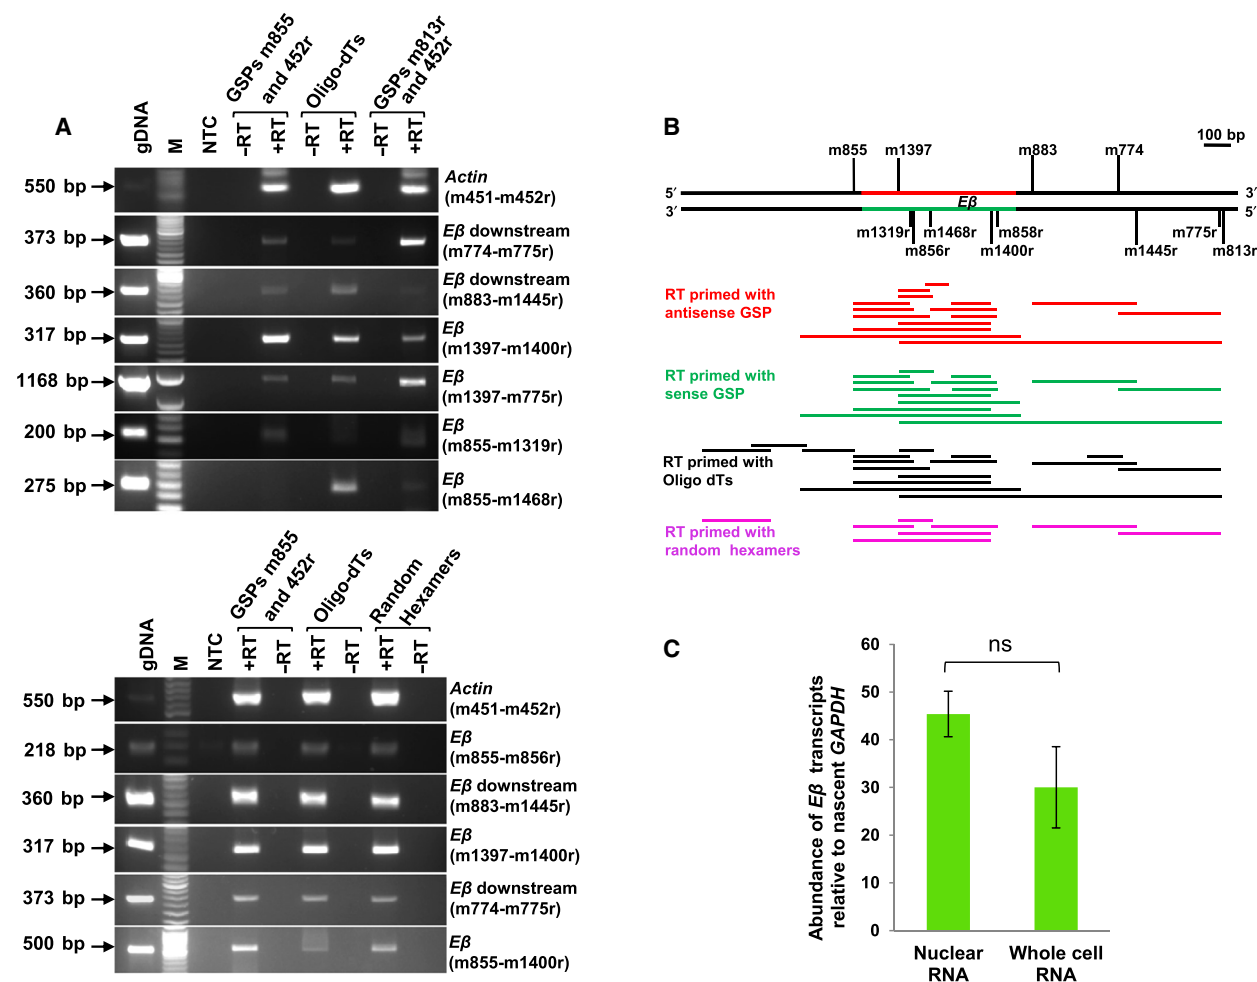 A
GSPs m855
and 452r
Oligo-dTs
GSPs m813r
and 452r
gDNA
M
NTC
–RT
+RT
–RT
+RT
–RT
+RT
550 bp
Actin
(m451-m452r)
373 bp
Eβ downstream
(m774-m775r)
360 bp
Eβ downstream
(m883-m1445r)
317 bp
Eβ
(m1397-m1400r)
1168 bp
Eβ
(m1397-m775r)
200 bp
Eβ
(m855-m1319r)
275 bp
Eβ
(m855-m1468r)
GSPs m855
and 452r
Oligo-dTs
Random
Hexamers
gDNA
M
NTC
+RT
–RT
+RT
–RT
+RT
–RT
550 bp
Actin
(m451-m452r)
218 bp
Eβ
(m855-m856r)
360 bp
Eβ downstream
(m883-m1445r)
317 bp
Eβ
(m1397-m1400r)
373 bp
Eβ downstream
(m774-m775r)
500 bp
Eβ
(m855-m1400r)
B
100 bp
m855
m1397
m883
m774
5′
3′
Eβ
3′
5′
m1319r
m1468r
m858r
m775r
m856r
m1400r
m1445r
m813r
RT primed with
antisense GSP
RT primed with
sense GSP
RT primed with
Oligo dTs
RT primed with
random hexamers
C
Abundance of Eβ transcripts
relative to nascent GAPDH
60
50
40
30
20
10
0
ns
Nuclear
RNA
Whole cell
RNA